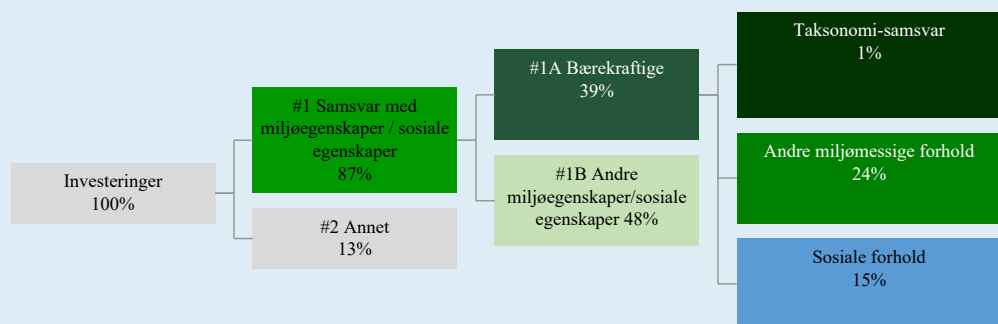 Investeringer
100%
#1 Samsvar med
miljøegenskaper / sosiale
egenskaper
87%
#2 Annet
13%
#1A Bærekraftige
39%
#1B Andre
miljøegenskaper/sosiale
egenskaper 48%
Taksonomi-samsvar
1%
Andre miljømessige forhold
24%
Sosiale forhold
15%